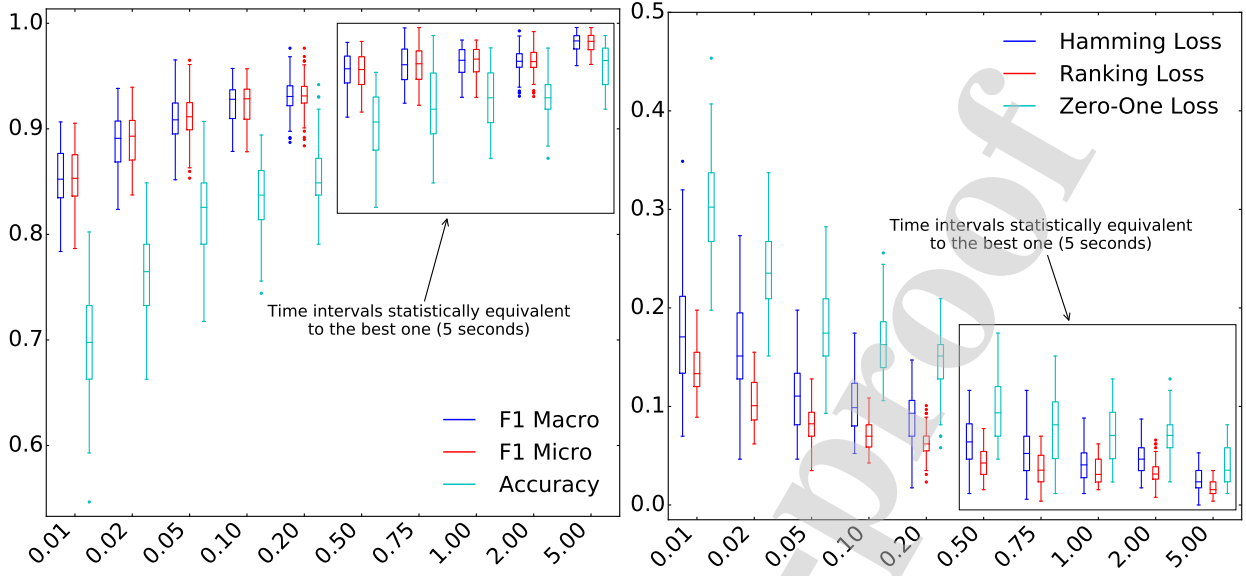 1.0
0.9
0.8
0.7
0.6
Time intervals statistically equivalent
to the best one (5 seconds)
F1 Macro
F1 Micro
Accuracy
0.01 0.02 0.05 0.10 0.20 0.50 0.75 1.00 2.00 5.00
0.5
0.4
0.3
0.2
0.1
0.0
Hamming Loss
Ranking Loss
Zero-One Loss
Time intervals statistically equivalent
to the best one (5 seconds)
0.01 0.02 0.05 0.10 0.20 0.50 0.75 1.00 2.00 5.00
proof